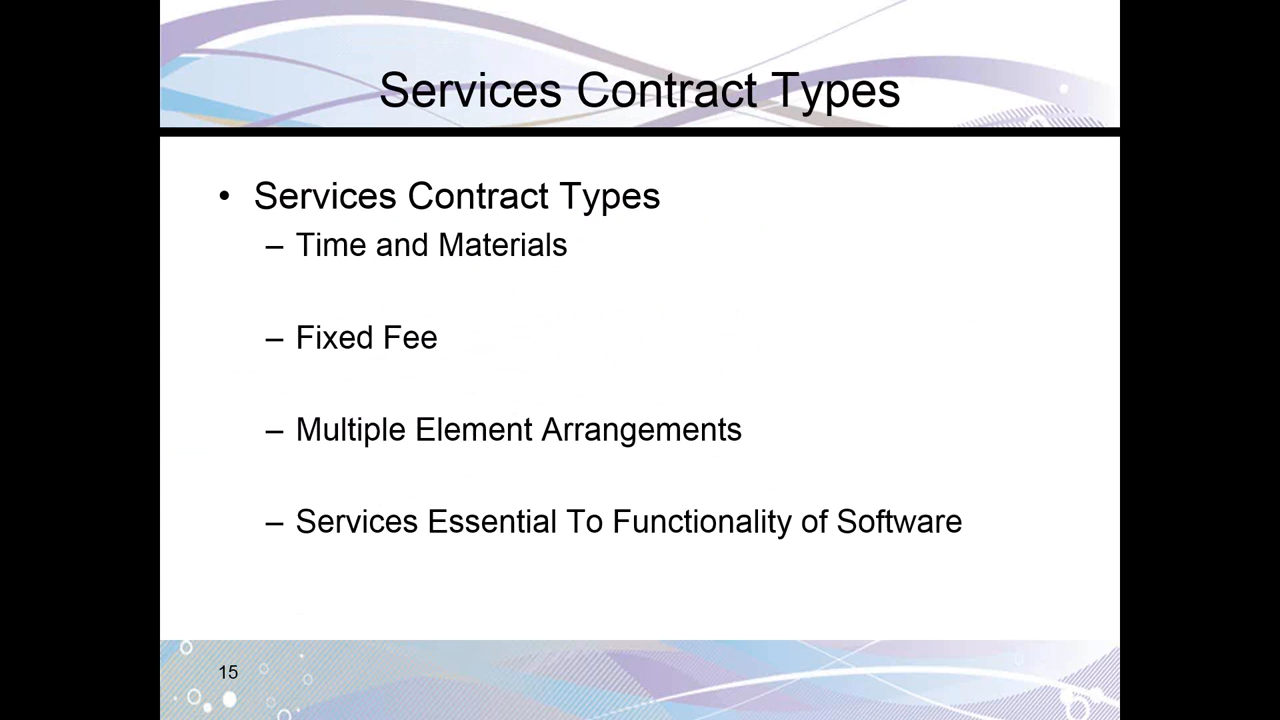 Services Contract Types
• Services Contract Types
– Time and Materials
– Fixed Fee
– Multiple Element Arrangements
– Services Essential To Functionality of Software
15